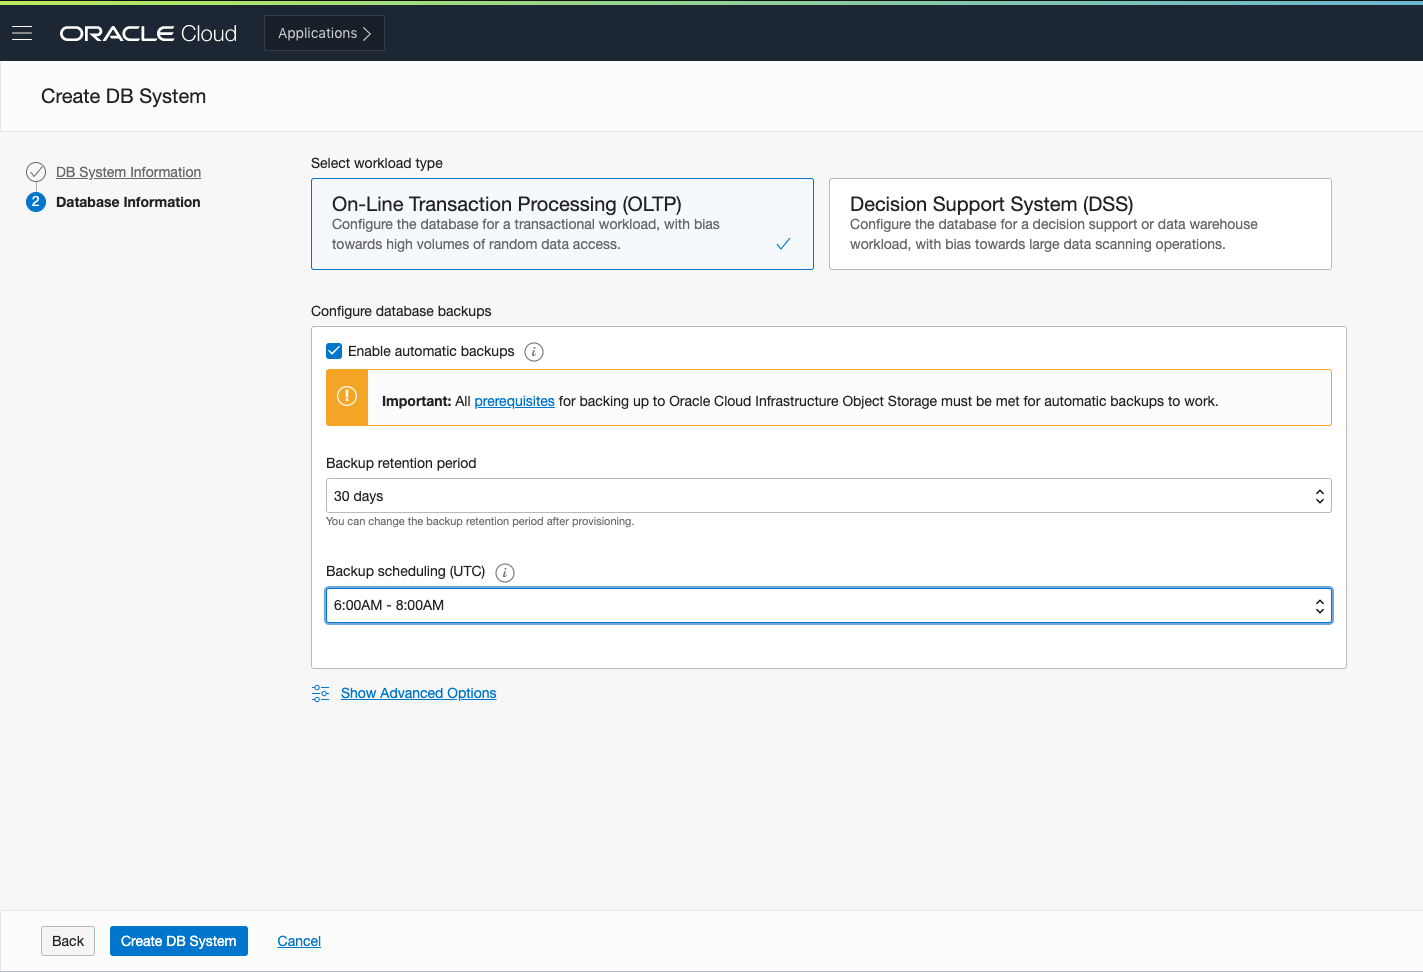 ORACLE Cloud
Applications
Create DB System
DB System Information
2 Database Information
Select workload type
On-Line Transaction Processing (OLTP)
Configure the database for a transactional workload, with bias
towards high volumes of random data access.
Decision Support System (DSS)
Configure the database for a decision support or data warehouse
workload, with bias towards large data scanning operations.
Configure database backups
Enable automatic backups i
! Important: All prerequisites for backing up to Oracle Cloud Infrastructure Object Storage must be met for automatic backups to work.
Backup retention period
30 days
You can change the backup retention period after provisioning.
Backup scheduling (UTC) i
6:00AM - 8:00AM
Show Advanced Options
Back
Create DB System
Cancel